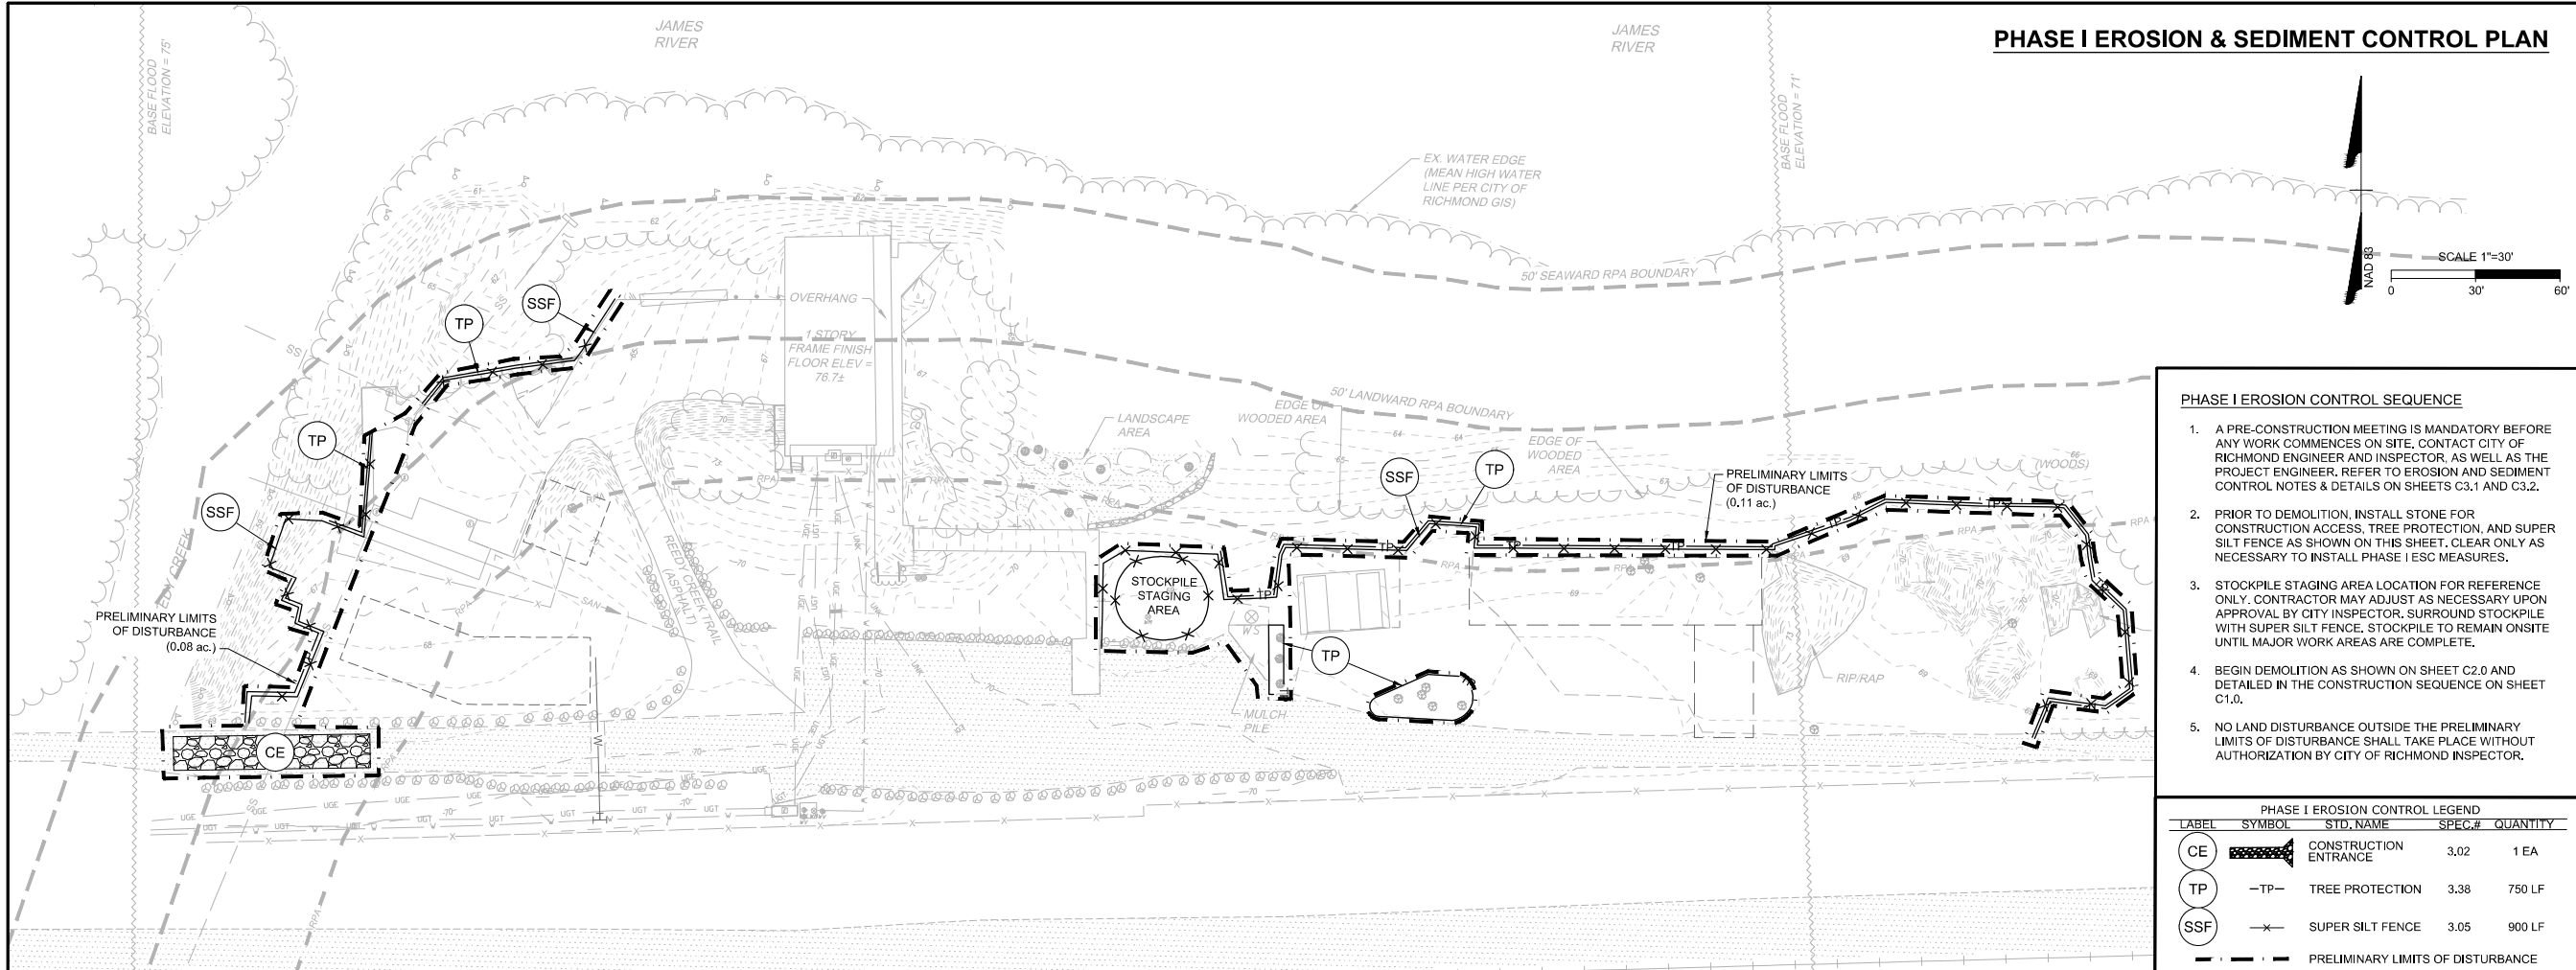 PHASE I EROSION & SEDIMENT CONTROL PLAN
JAMES
RIVER
JAMES
RIVER
BASE FLOOD
ELEVATION = 75'
BASE FLOOD
ELEVATION = 71'
EX. WATER EDGE
(MEAN HIGH WATER
LINE PER CITY OF
RICHMOND GIS)
NAD 83
SCALE 1"=30'
0
30'
60'
50' SEAWARD RPA BOUNDARY
50' LANDWARD RPA BOUNDARY
OVERHANG
1 STORY
FRAME FINISH
FLOOR ELEV =
76.7±
SSF
TP
TP
SSF
LANDSCAPE
AREA
EDGE OF
WOODED AREA
EDGE OF
WOODED
AREA
SSF
TP
PRELIMINARY LIMITS
OF DISTURBANCE
(0.11 ac.)
(WOODS)
REEDY CREEK TRAIL
(ASPHALT)
STOCKPILE
STAGING
AREA
WS
TP
MULCH
PILE
RIP/RAP
PRELIMINARY LIMITS
OF DISTURBANCE
(0.08 ac.)
CE
SAN
PHASE I EROSION CONTROL SEQUENCE
1. A PRE-CONSTRUCTION MEETING IS MANDATORY BEFORE
ANY WORK COMMENCES ON SITE. CONTACT CITY OF
RICHMOND ENGINEER AND INSPECTOR, AS WELL AS THE
PROJECT ENGINEER. REFER TO EROSION AND SEDIMENT
CONTROL NOTES & DETAILS ON SHEETS C3.1 AND C3.2.
2. PRIOR TO DEMOLITION, INSTALL STONE FOR
CONSTRUCTION ACCESS, TREE PROTECTION, AND SUPER
SILT FENCE AS SHOWN ON THIS SHEET. CLEAR ONLY AS
NECESSARY TO INSTALL PHASE I ESC MEASURES.
3. STOCKPILE STAGING AREA LOCATION FOR REFERENCE
ONLY. CONTRACTOR MAY ADJUST AS NECESSARY UPON
APPROVAL BY CITY INSPECTOR. SURROUND STOCKPILE
WITH SUPER SILT FENCE. STOCKPILE TO REMAIN ONSITE
UNTIL MAJOR WORK AREAS ARE COMPLETE.
4. BEGIN DEMOLITION AS SHOWN ON SHEET C2.0 AND
DETAILED IN THE CONSTRUCTION SEQUENCE ON SHEET
C1.0.
5. NO LAND DISTURBANCE OUTSIDE THE PRELIMINARY
LIMITS OF DISTURBANCE SHALL TAKE PLACE WITHOUT
AUTHORIZATION BY CITY OF RICHMOND INSPECTOR.
PHASE I EROSION CONTROL LEGEND
LABEL SYMBOL STD. NAME SPEC.# QUANTITY
CE CONSTRUCTION ENTRANCE 3.02 1 EA
TP TP TREE PROTECTION 3.38 750 LF
SSF SUPER SILT FENCE 3.05 900 LF
PRELIMINARY LIMITS OF DISTURBANCE